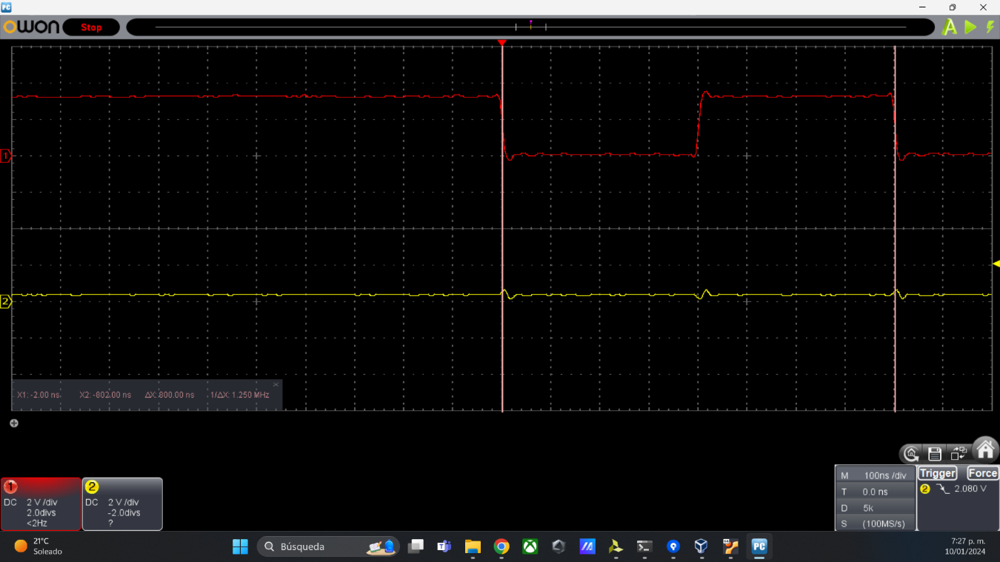 PC
OWON
Stop
1
2
X1: -2.00 ns X2: -802.00 ns ΔX: 800.00 ns 1/ΔX: 1.250 MHz
Trigger Force
M 100ns /div
2 2.080 V
T 0.0 ns
D 5k
S (100MS/s)
1
DC 2 V /div
2.0divs
<2Hz
2
DC 2 V /div
-2.0divs
?
21°C
Soleado
Búsqueda
PC
7:27 p. m.
10/01/2024